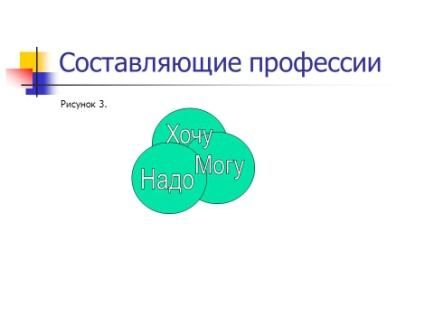 Составляющие профессии
Рисунок 3.
Хочу
Могу
Надо